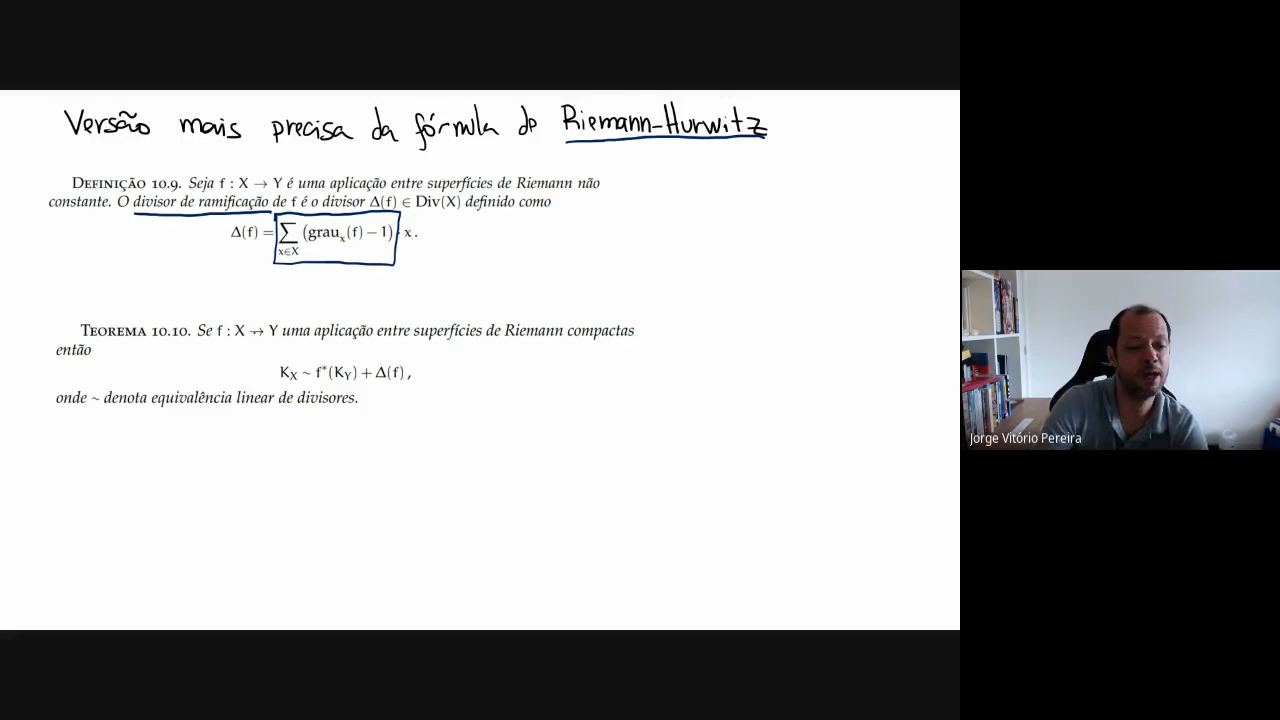 Versão mais precisa da fórmula de Riemann-Hurwitz
Definição 10.9. Seja f : X → Y é uma aplicação entre superfícies de Riemann não
constante. O divisor de ramificação de f é o divisor Δ(f) ∈ Div(X) definido como
Δ(f) = ∑ (grauₓ(f) − 1) · x .
x∈X
Teorema 10.10. Se f : X → Y uma aplicação entre superfícies de Riemann compactas
então
K_X ~ f*(K_Y) + Δ(f) ,
onde ~ denota equivalência linear de divisores.
Jorge Vitório Pereira